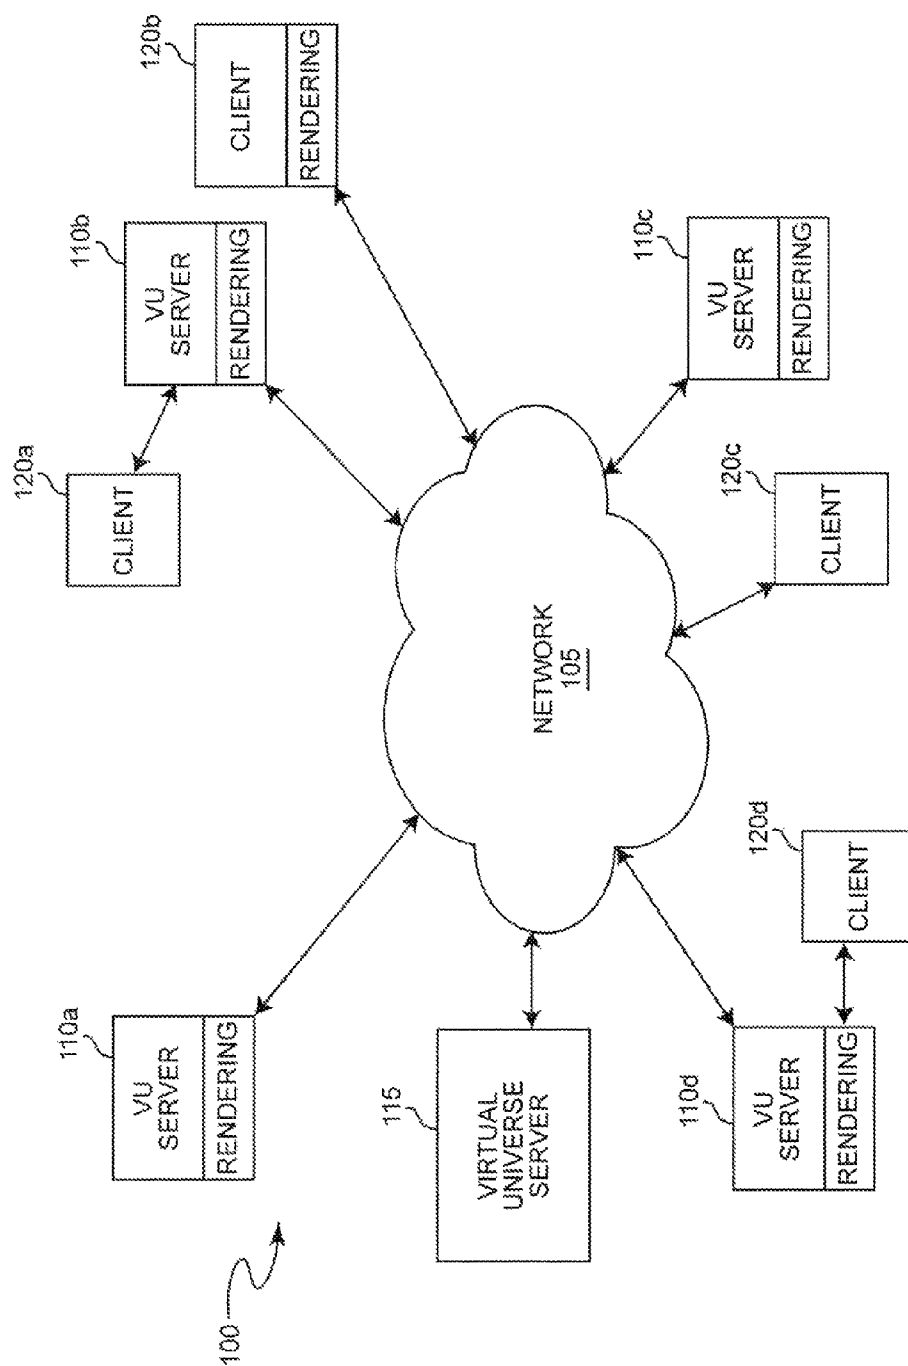 100
110a
VU
SERVER
RENDERING
120a
CLIENT
110b
VU
SERVER
RENDERING
120b
CLIENT
RENDERING
115
VIRTUAL
UNIVERSE
SERVER
NETWORK
105
110d
VU
SERVER
RENDERING
120d
CLIENT
120c
CLIENT
110c
VU
SERVER
RENDERING